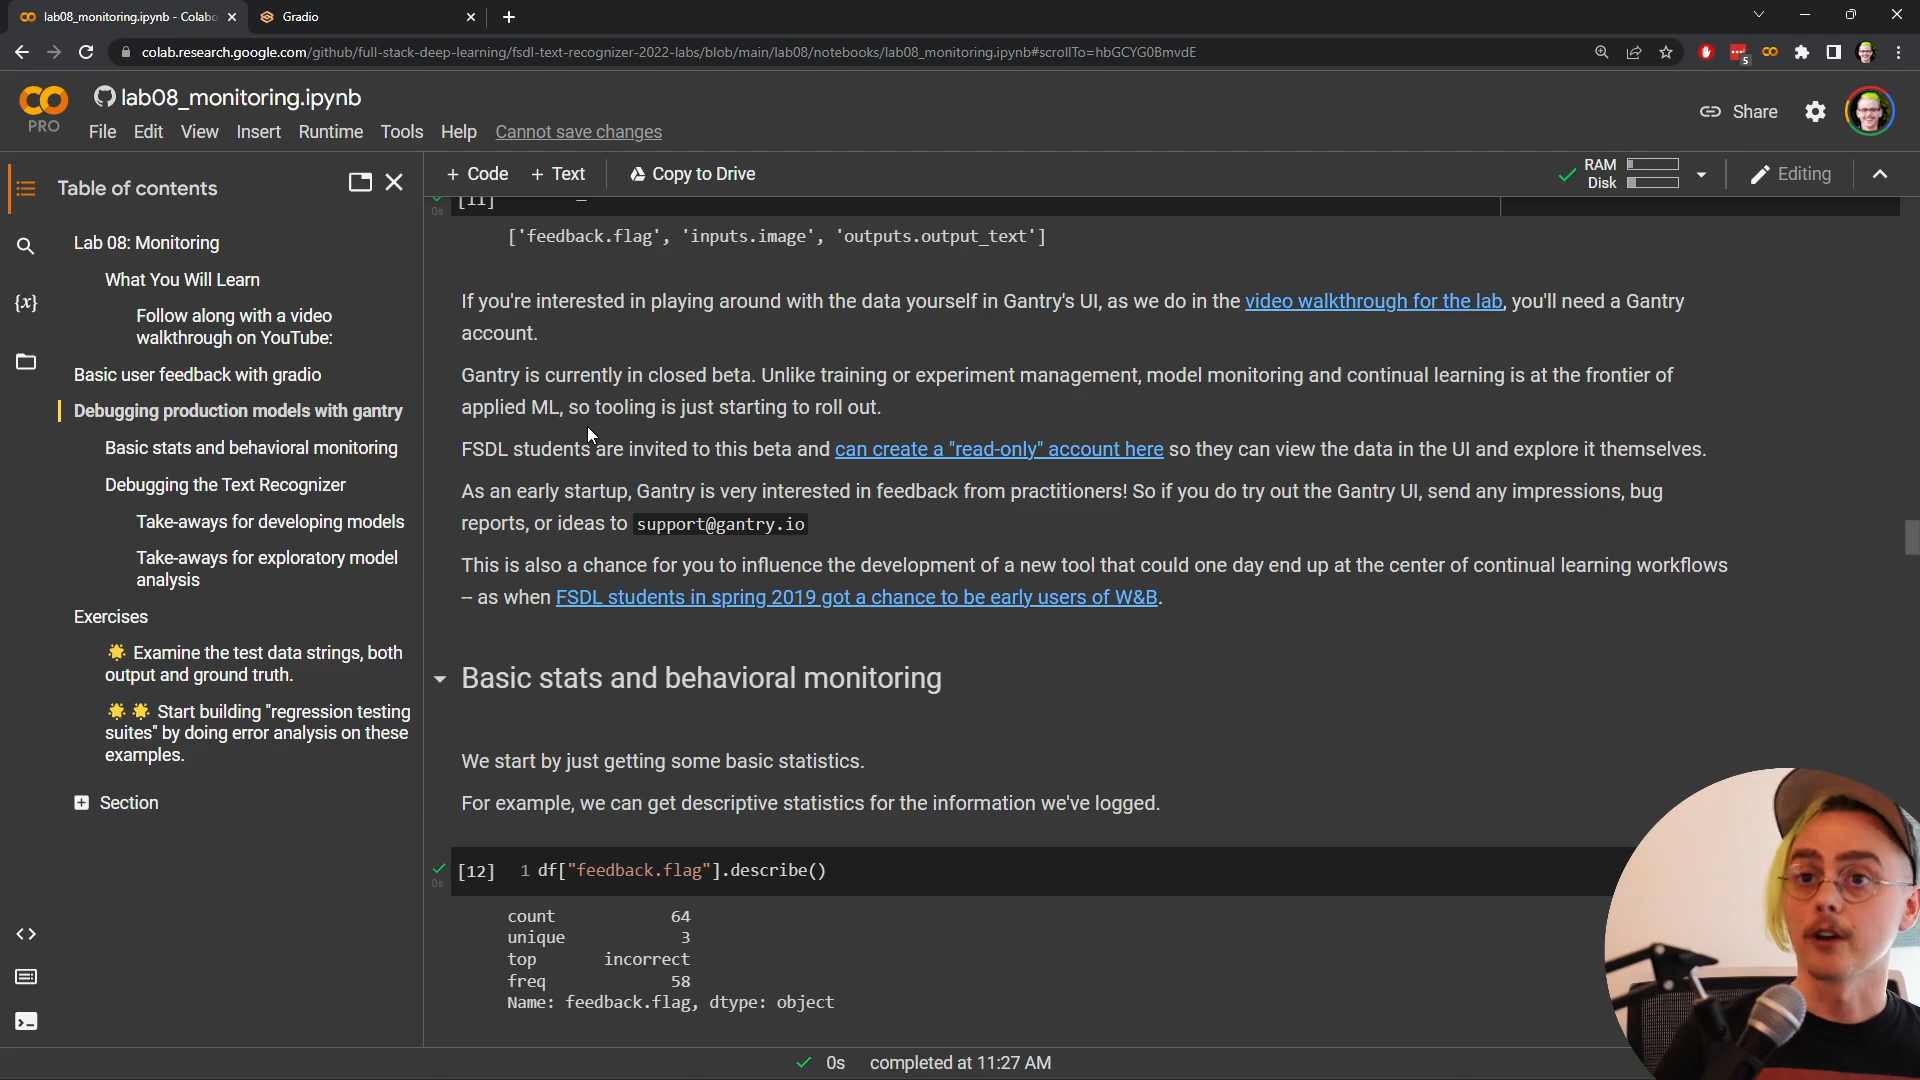 lab08_monitoring.ipynb - Colabo
Gradio
colab.research.google.com/github/full-stack-deep-learning/fsdl-text-recognizer-2022-labs/blob/main/lab08/notebooks/lab08_monitoring.ipynb#scrollTo=hbGCYG0BmvdE
5
PRO
lab08_monitoring.ipynb
File Edit View Insert Runtime Tools Help Cannot save changes
Share
+ Code + Text Copy to Drive
RAM
Disk
Editing
Table of contents
Lab 08: Monitoring
What You Will Learn
Follow along with a video
walkthrough on YouTube:
Basic user feedback with gradio
Debugging production models with gantry
Basic stats and behavioral monitoring
Debugging the Text Recognizer
Take-aways for developing models
Take-aways for exploratory model
analysis
Exercises
🌟 Examine the test data strings, both
output and ground truth.
🌟🌟 Start building "regression testing
suites" by doing error analysis on these
examples.
Section
{x}
0s [11]
['feedback.flag', 'inputs.image', 'outputs.output_text']
If you're interested in playing around with the data yourself in Gantry's UI, as we do in the video walkthrough for the lab, you'll need a Gantry
account.
Gantry is currently in closed beta. Unlike training or experiment management, model monitoring and continual learning is at the frontier of
applied ML, so tooling is just starting to roll out.
FSDL students are invited to this beta and can create a "read-only" account here so they can view the data in the UI and explore it themselves.
As an early startup, Gantry is very interested in feedback from practitioners! So if you do try out the Gantry UI, send any impressions, bug
reports, or ideas to support@gantry.io
This is also a chance for you to influence the development of a new tool that could one day end up at the center of continual learning workflows
-- as when FSDL students in spring 2019 got a chance to be early users of W&B.
Basic stats and behavioral monitoring
We start by just getting some basic statistics.
For example, we can get descriptive statistics for the information we've logged.
0s [12] 1 df["feedback.flag"].describe()
count 64
unique 3
top incorrect
freq 58
Name: feedback.flag, dtype: object
0s completed at 11:27 AM